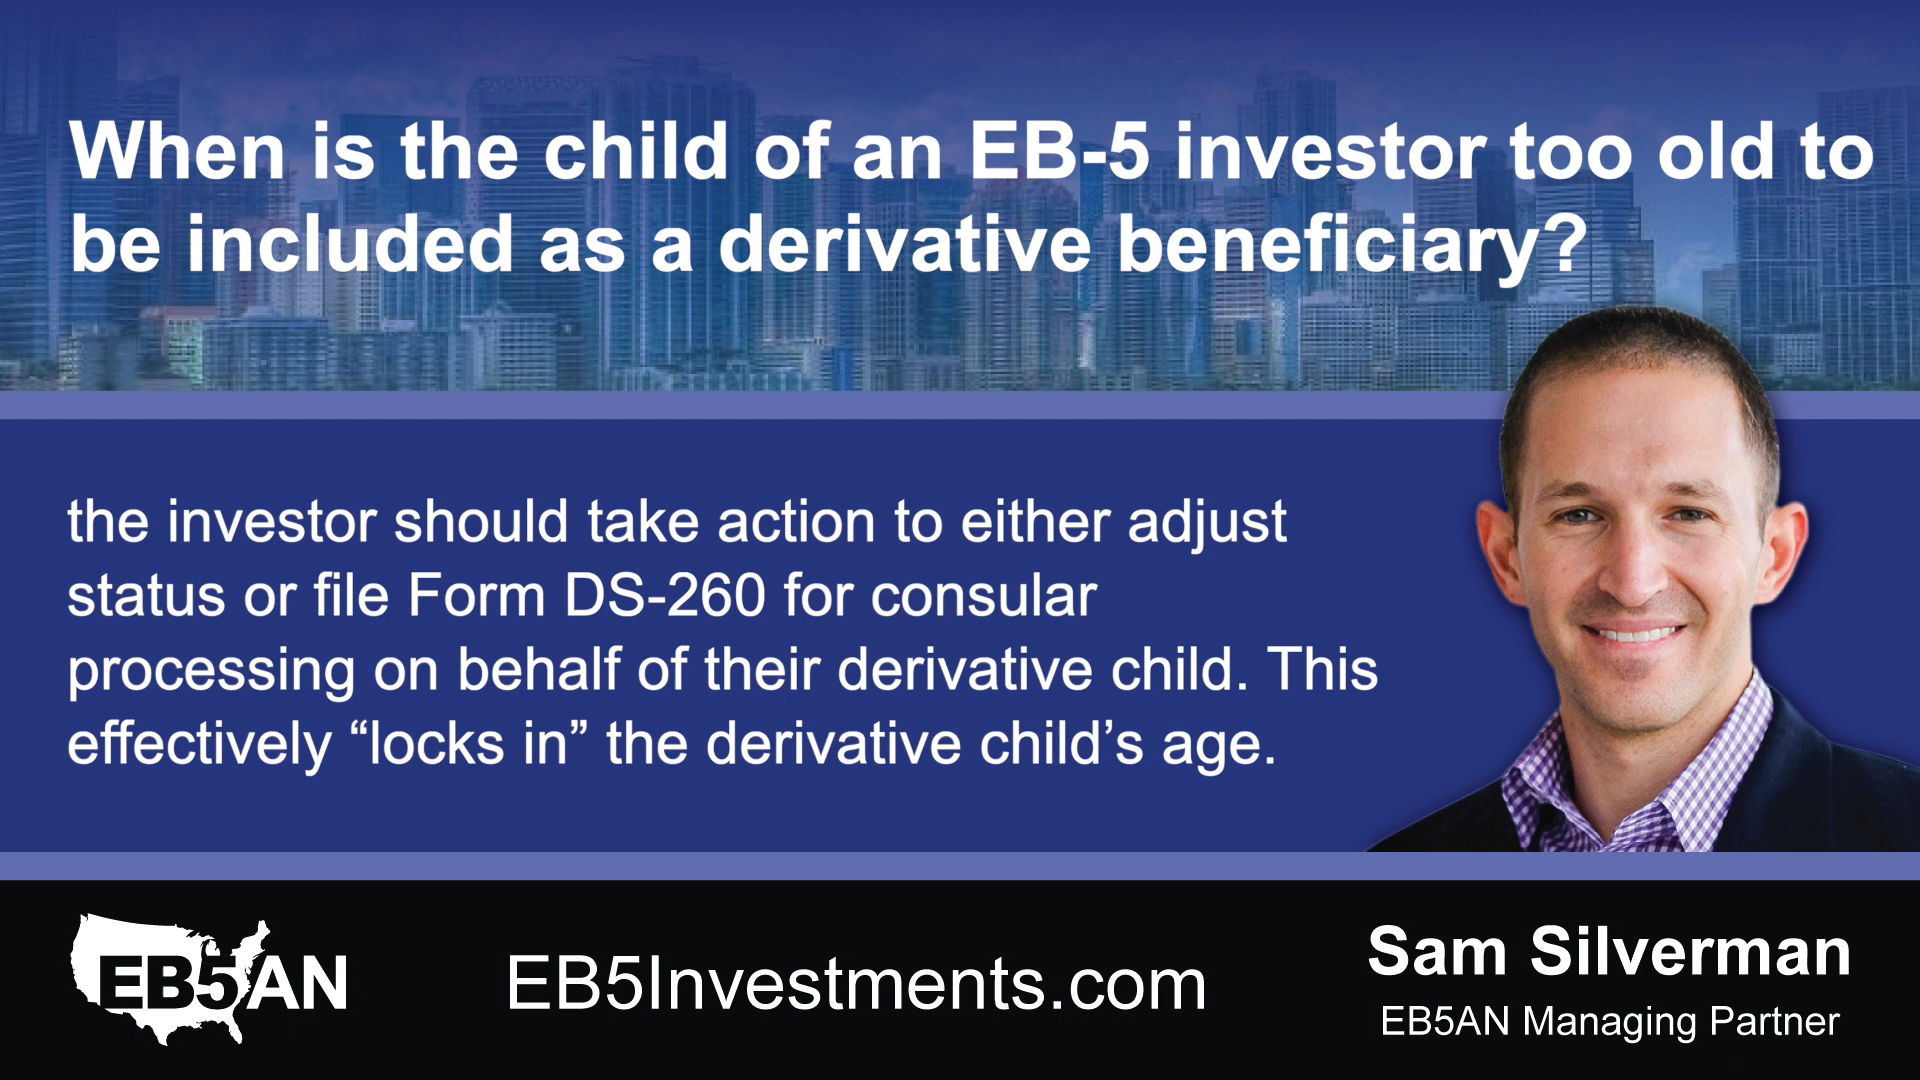 When is the child of an EB-5 investor too old to
be included as a derivative beneficiary?
the investor should take action to either adjust
status or file Form DS-260 for consular
processing on behalf of their derivative child. This
effectively “locks in” the derivative child’s age.
EB5AN
EB5Investments.com
Sam Silverman
EB5AN Managing Partner